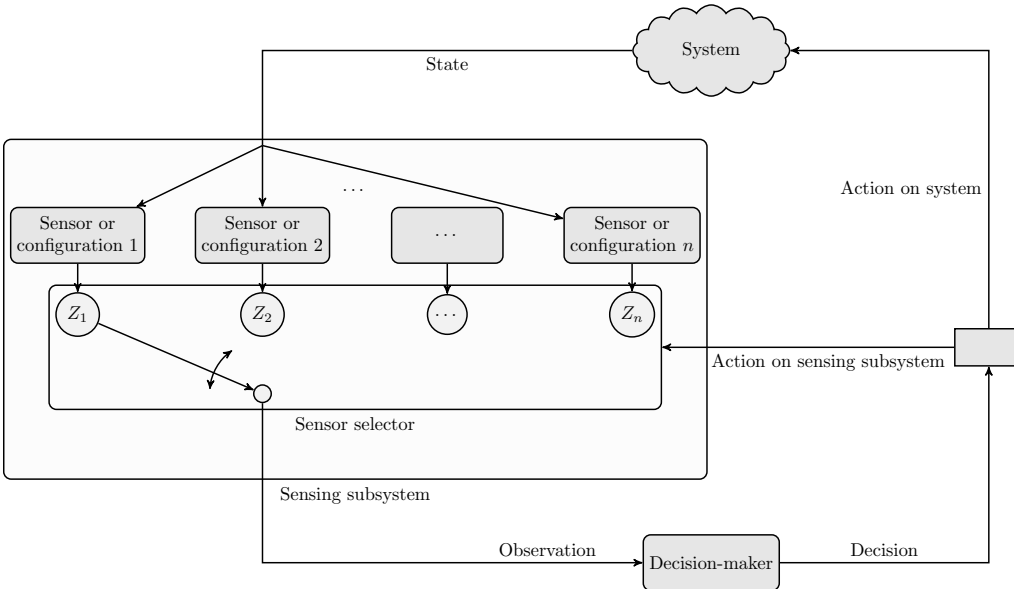 System
State
Action on system
. . .
Sensor or
configuration 1
Sensor or
configuration 2
. . .
Sensor or
configuration n
Z₁
Z₂
. . .
Zₙ
Action on sensing subsystem
Sensor selector
Sensing subsystem
Observation
Decision-maker
Decision